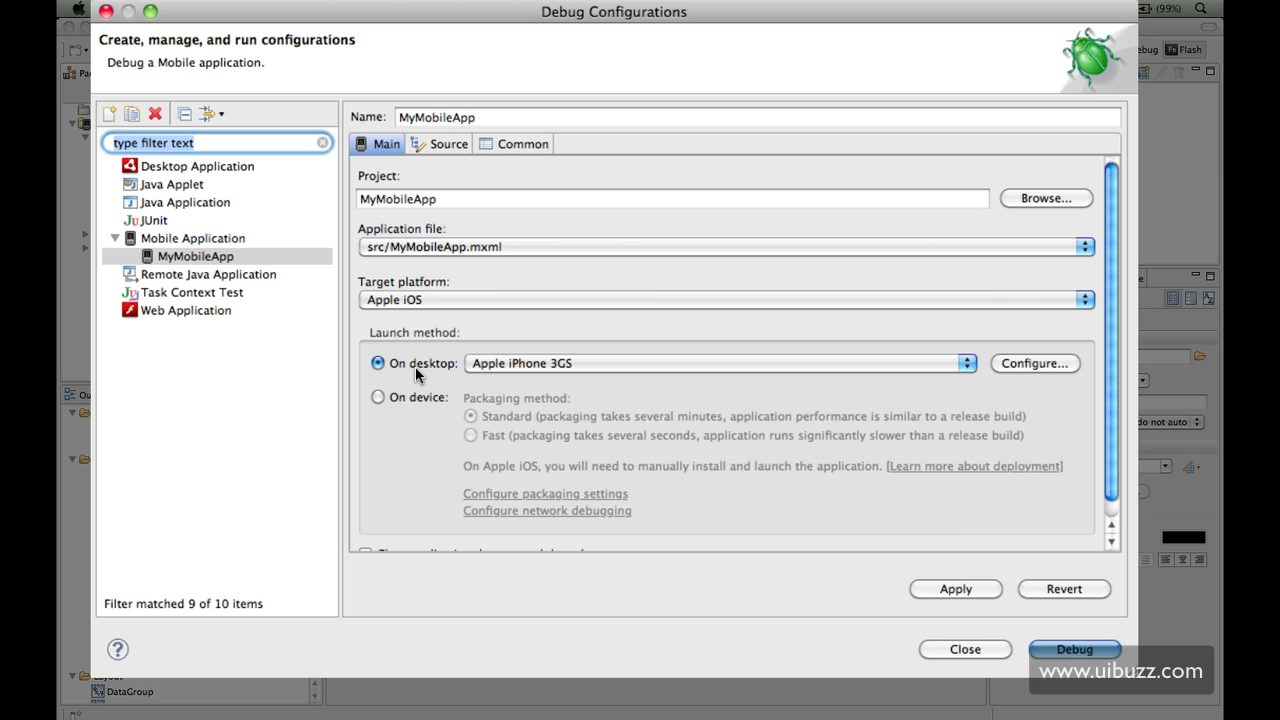 Debug Configurations
(99%)
Create, manage, and run configurations
Debug a Mobile application.
Flash
Name: MyMobileApp
type filter text
Main Source Common
Desktop Application
Java Applet
Java Application
JUnit
Mobile Application
MyMobileApp
Remote Java Application
Task Context Test
Web Application
Filter matched 9 of 10 items
Project:
MyMobileApp
Browse...
Application file:
src/MyMobileApp.mxml
Target platform:
Apple iOS
Launch method:
On desktop: Apple iPhone 3GS Configure...
On device: Packaging method:
Standard (packaging takes several minutes, application performance is similar to a release build)
Fast (packaging takes several seconds, application runs significantly slower than a release build)
On Apple iOS, you will need to manually install and launch the application. [Learn more about deployment]
Configure packaging settings
Configure network debugging
do not auto
Apply Revert
Close Debug
www.uibuzz.com
DataGroup